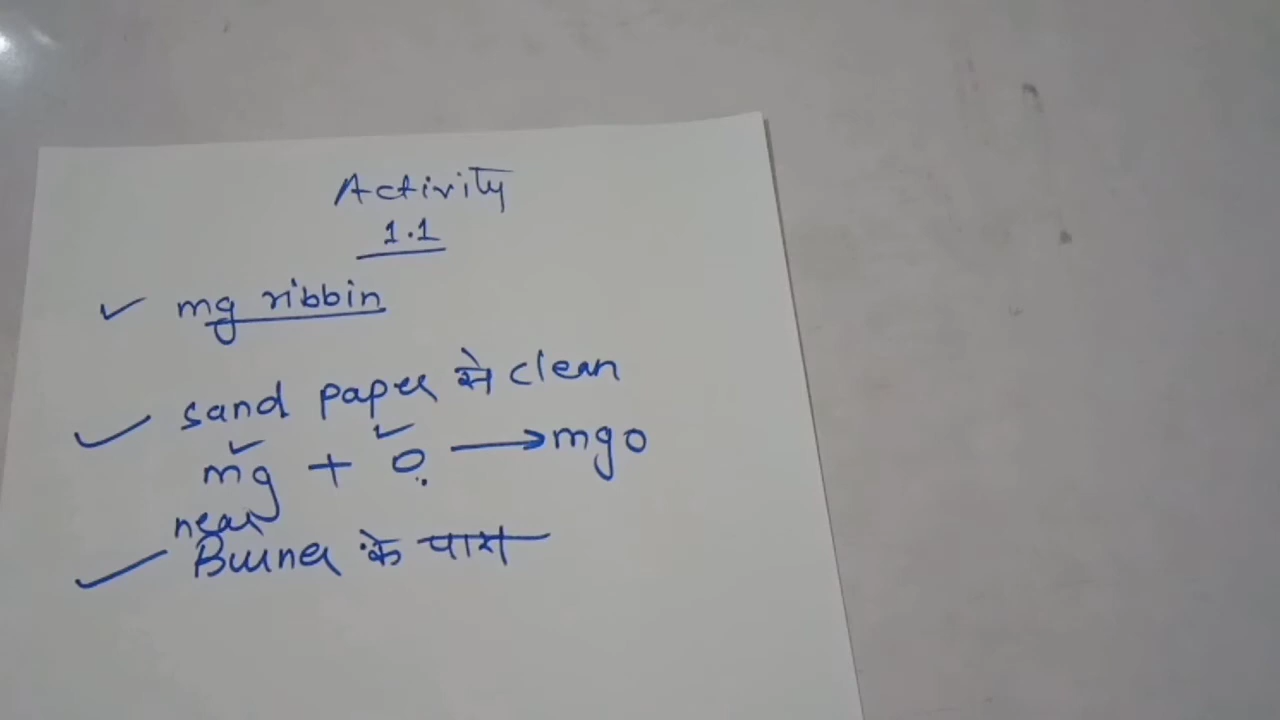 Activity
1.1
mg ribbin
sand paper से clean
mg + O → mgo
near
Burner के पास